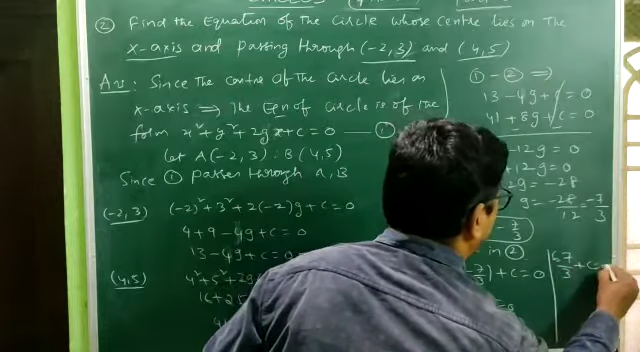 ② Find the Equation of the Circle whose Centre lies on the
X-axis and passing through (-2,3) and (4,5)
Ans: Since the centre of the circle lies on
x-axis ⇒ The Eqn of circle is of the
form x²+y²+2gx+c=0 — ①
Let A(-2,3) : B(4,5)
Since ① passes through A, B
(-2,3) (-2)²+3²+2(-2)g+c=0
4+9-4g+c=0
13-4g+c=0
(4,5) 4²+5²+2g
16+25
4
①-② ⇒
13-4g+c=0
41+8g+c=0
-12g=0
+12g=0
=-28
g=-28/12=-7/3
in ②
+c=0
67/3+c=